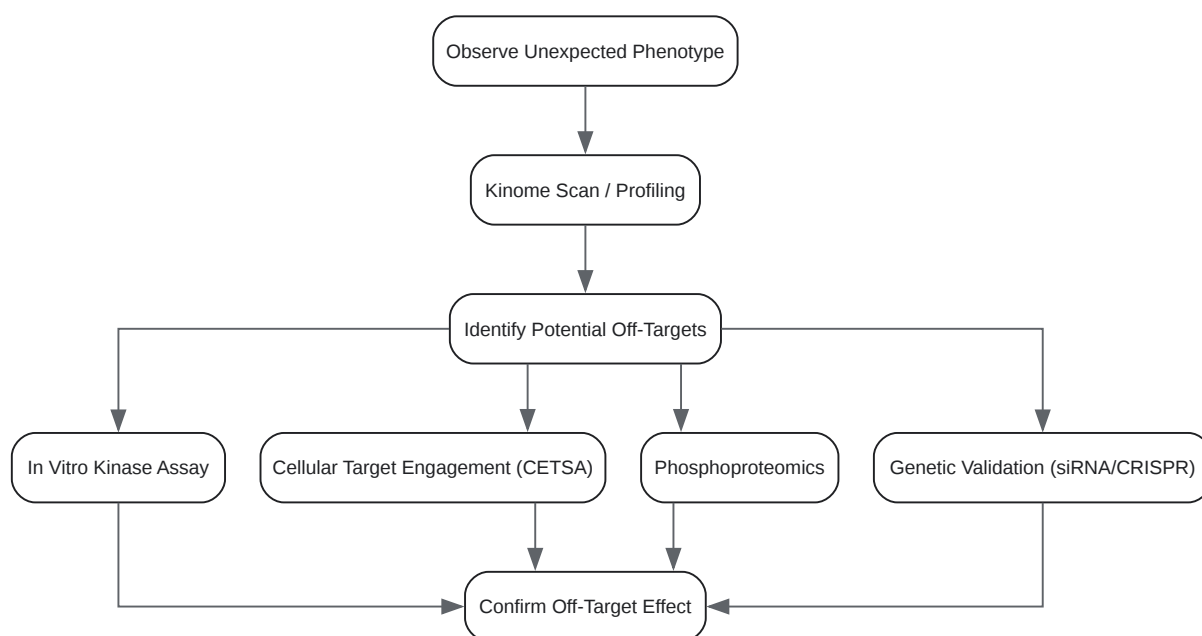 Observe Unexpected Phenotype
Kinome Scan / Profiling
Identify Potential Off-Targets
In Vitro Kinase Assay
Cellular Target Engagement (CETSA)
Phosphoproteomics
Genetic Validation (siRNA/CRISPR)
Confirm Off-Target Effect